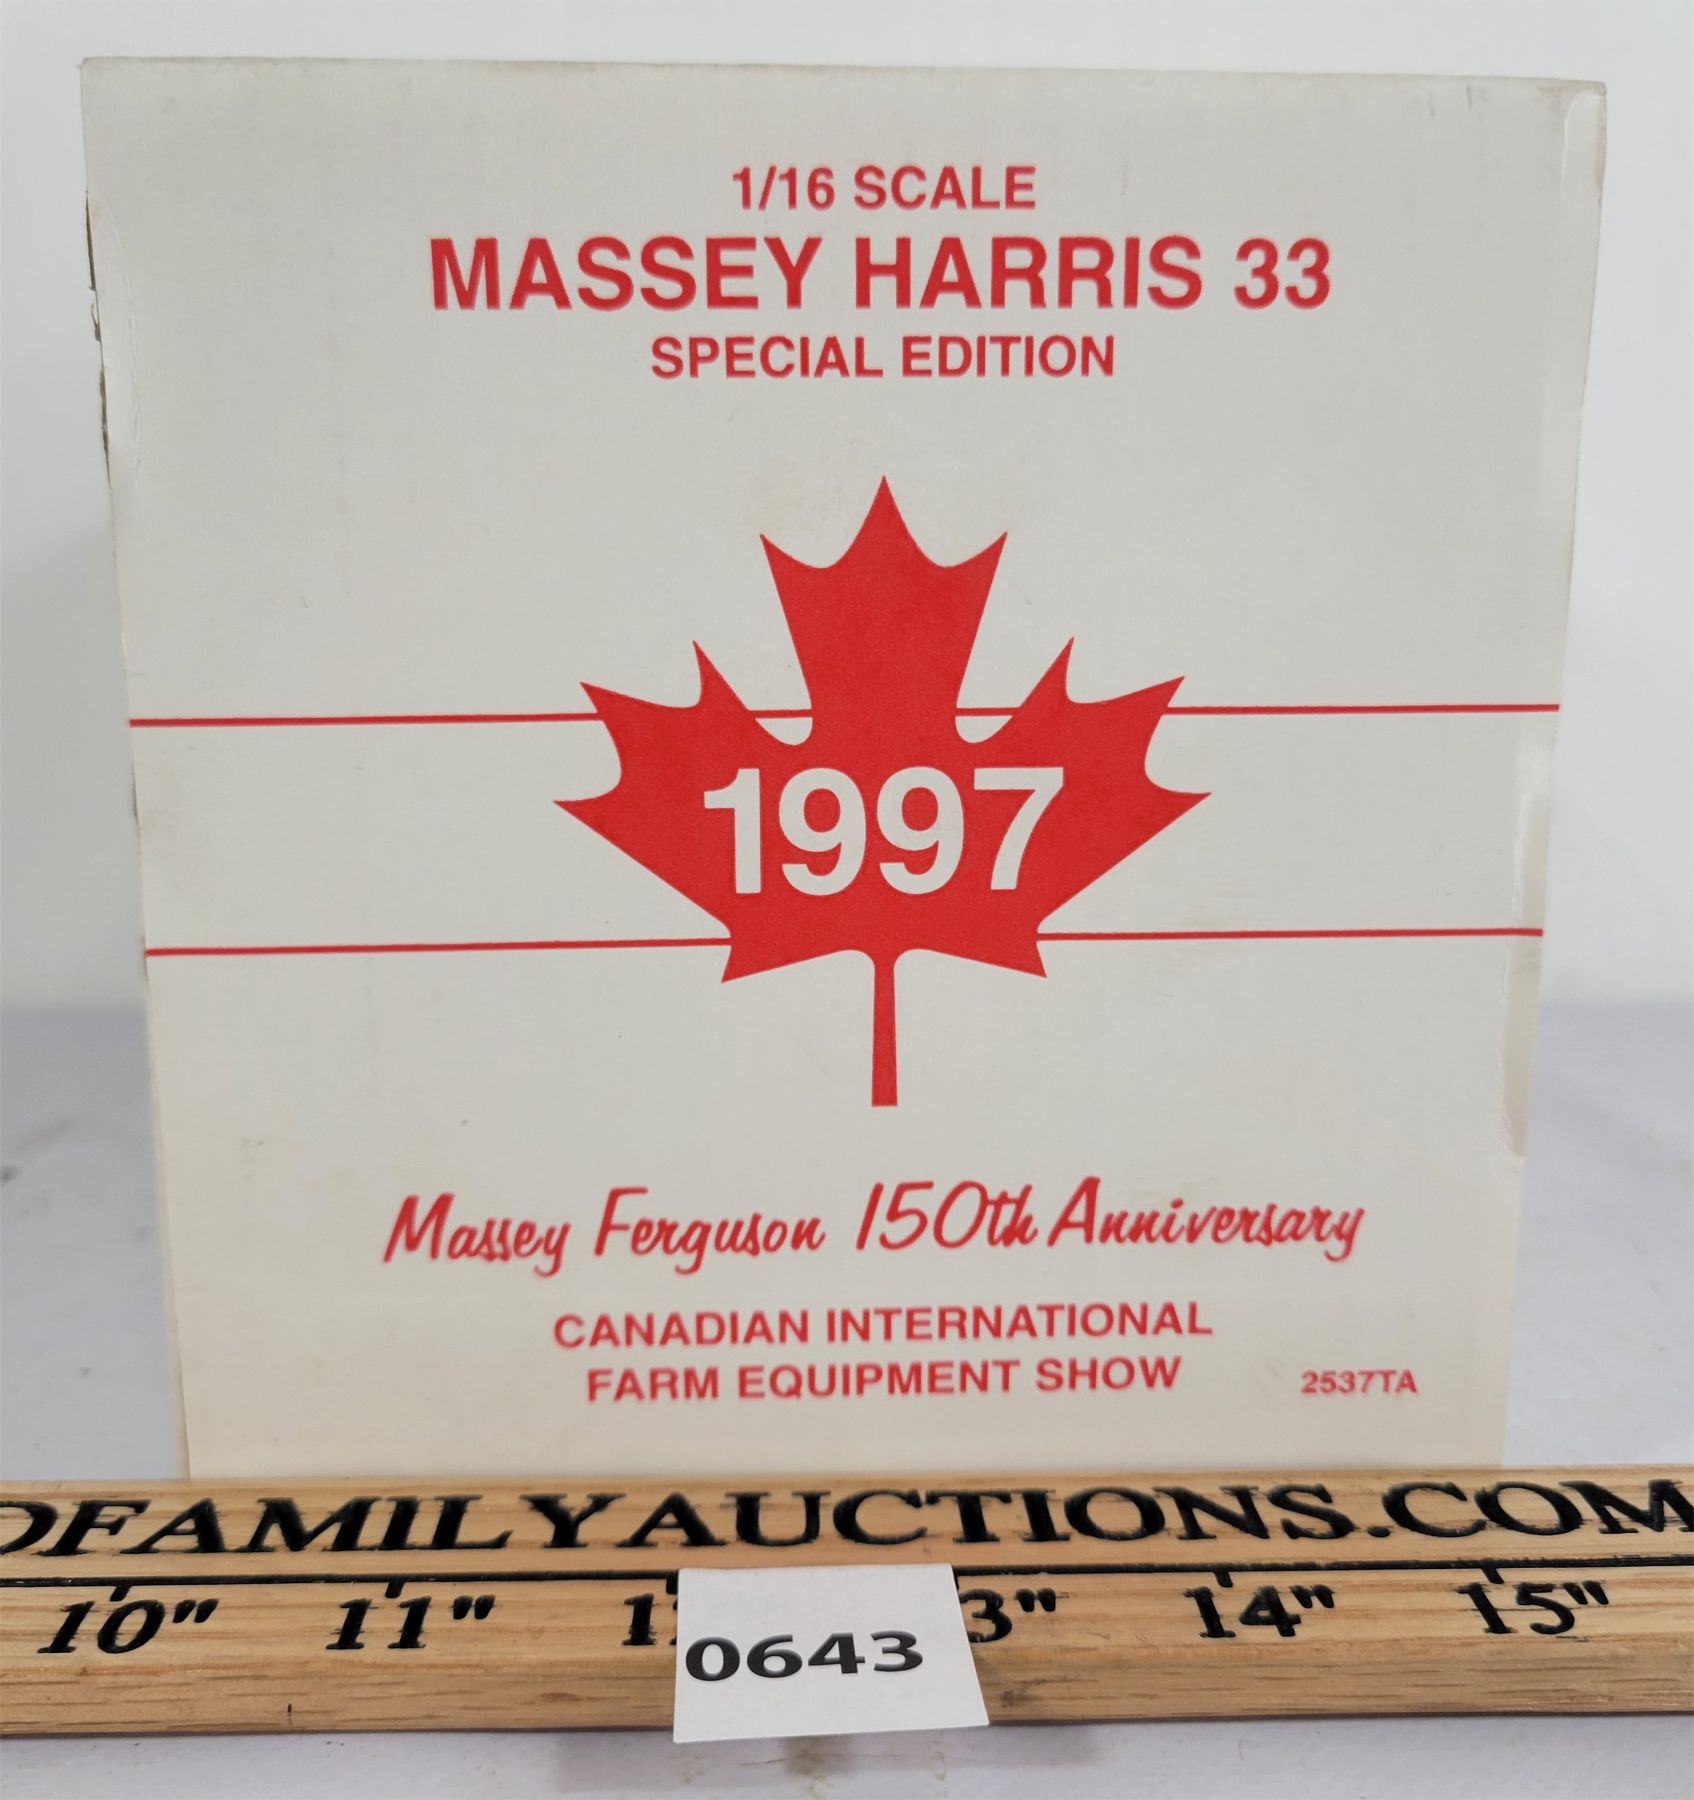 1/16 SCALE
MASSEY HARRIS 33
SPECIAL EDITION
1997
Massey Ferguson 150th Anniversary
CANADIAN INTERNATIONAL
FARM EQUIPMENT SHOW
2537TA
FAMILYAUCTIONS.COM
10" 11" 3" 14" 15"
0643